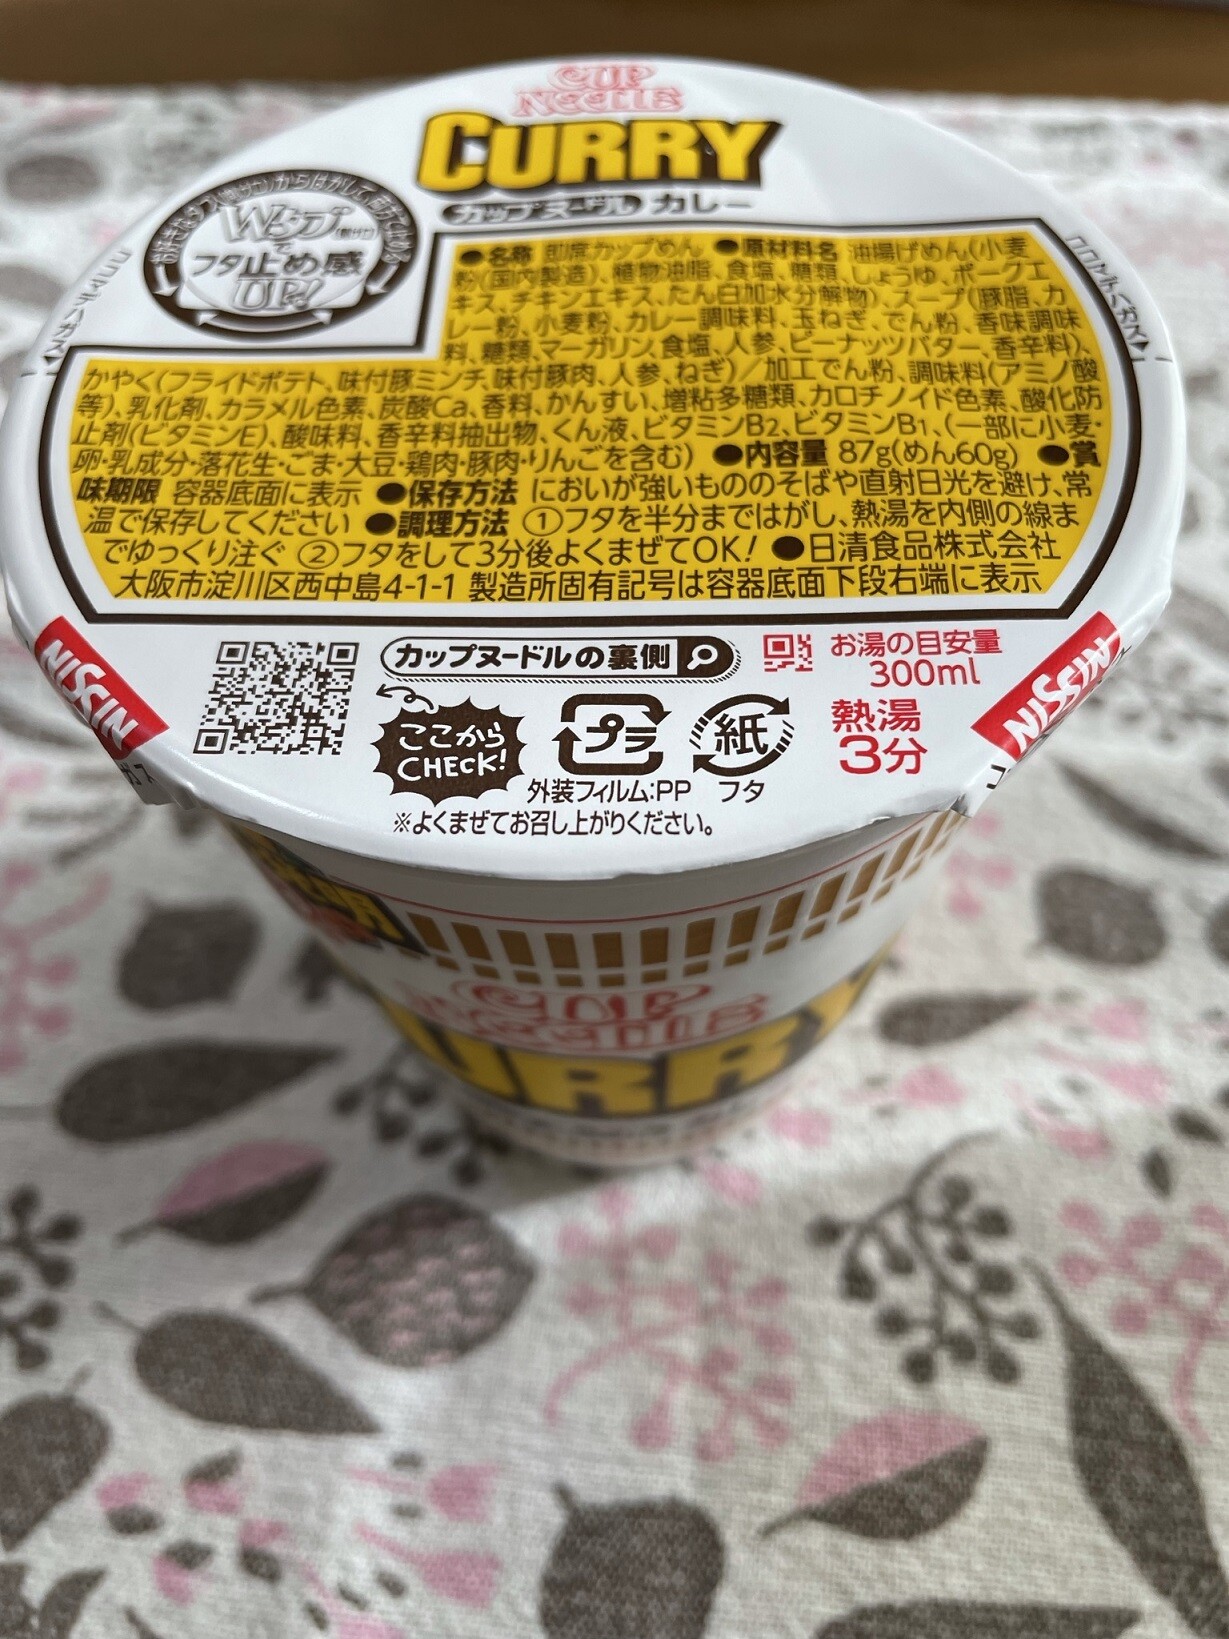 CUP
NOODLE
CURRY
カップヌードル カレー
Wタブ
で
フタ止め感
UP!
●名称 即席カップめん ●原材料名 油揚げめん(小麦
粉(国内製造)、植物油脂、食塩、糖類、しょうゆ、ポークエ
キス、チキンエキス、たん白加水分解物)、スープ(豚脂、カ
レー粉、小麦粉、カレー調味料、玉ねぎ、でん粉、香味調味
料、糖類、マーガリン、食塩、人参、ピーナッツバター、香辛料)、
かやく(フライドポテト、味付豚ミンチ、味付豚肉、人参、ねぎ)／加工でん粉、調味料(アミノ酸
等)、乳化剤、カラメル色素、炭酸Ca、香料、かんすい、増粘多糖類、カロチノイド色素、酸化防
止剤(ビタミンE)、酸味料、香辛料抽出物、くん液、ビタミンB2、ビタミンB1、(一部に小麦・
卵・乳成分・落花生・ごま・大豆・鶏肉・豚肉・りんごを含む) ●内容量 87g(めん60g) ●賞
味期限 容器底面に表示 ●保存方法 においが強いもののそばや直射日光を避け、常
温で保存してください ●調理方法 ①フタを半分まではがし、熱湯を内側の線ま
でゆっくり注ぐ ②フタをして3分後よくまぜてOK! ●日清食品株式会社
大阪市淀川区西中島4-1-1 製造所固有記号は容器底面下段右端に表示
NISSIN
カップヌードルの裏側
お湯の目安量
300ml
NISSIN
ここから
CHECK!
プラ
紙
熱湯
3分
外装フィルム:PP フタ
※よくまぜてお召し上がりください。
CUP
NOODLE